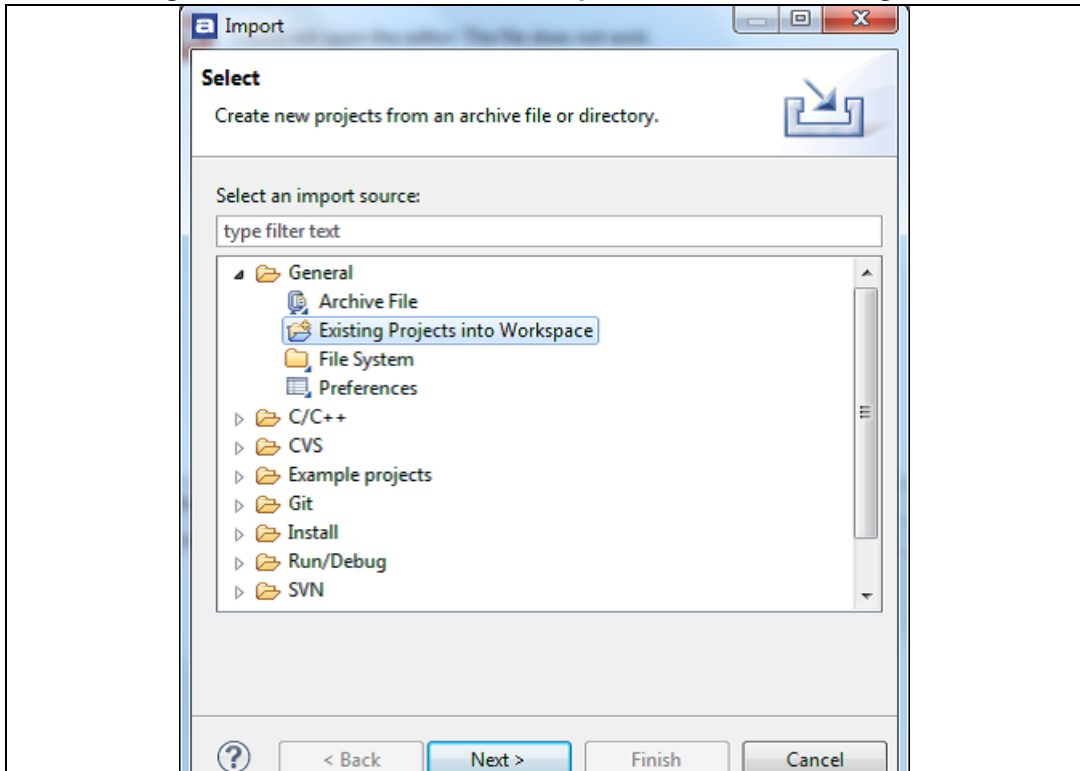 Import
Select
Create new projects from an archive file or directory.
Select an import source:
type filter text
General
Archive File
Existing Projects into Workspace
File System
Preferences
C/C++
CVS
Example projects
Git
Install
Run/Debug
SVN
< Back Next > Finish Cancel